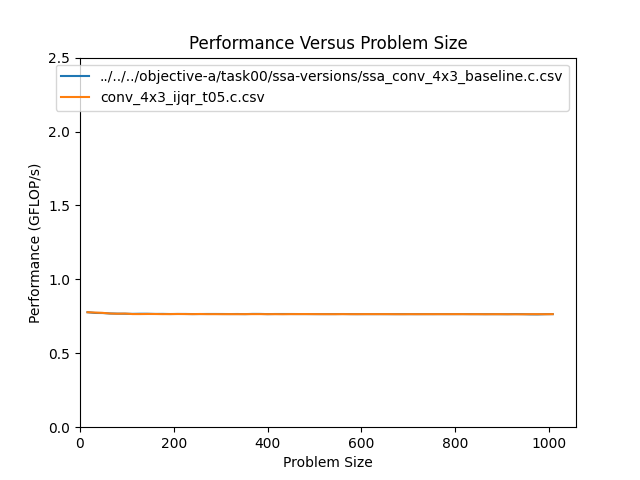 Performance Versus Problem Size
../../../objective-a/task00/ssa-versions/ssa_conv_4x3_baseline.c.csv
conv_4x3_ijqr_t05.c.csv
2.5
2.0
1.5
1.0
0.5
0.0
Performance (GFLOP/s)
0 200 400 600 800 1000
Problem Size